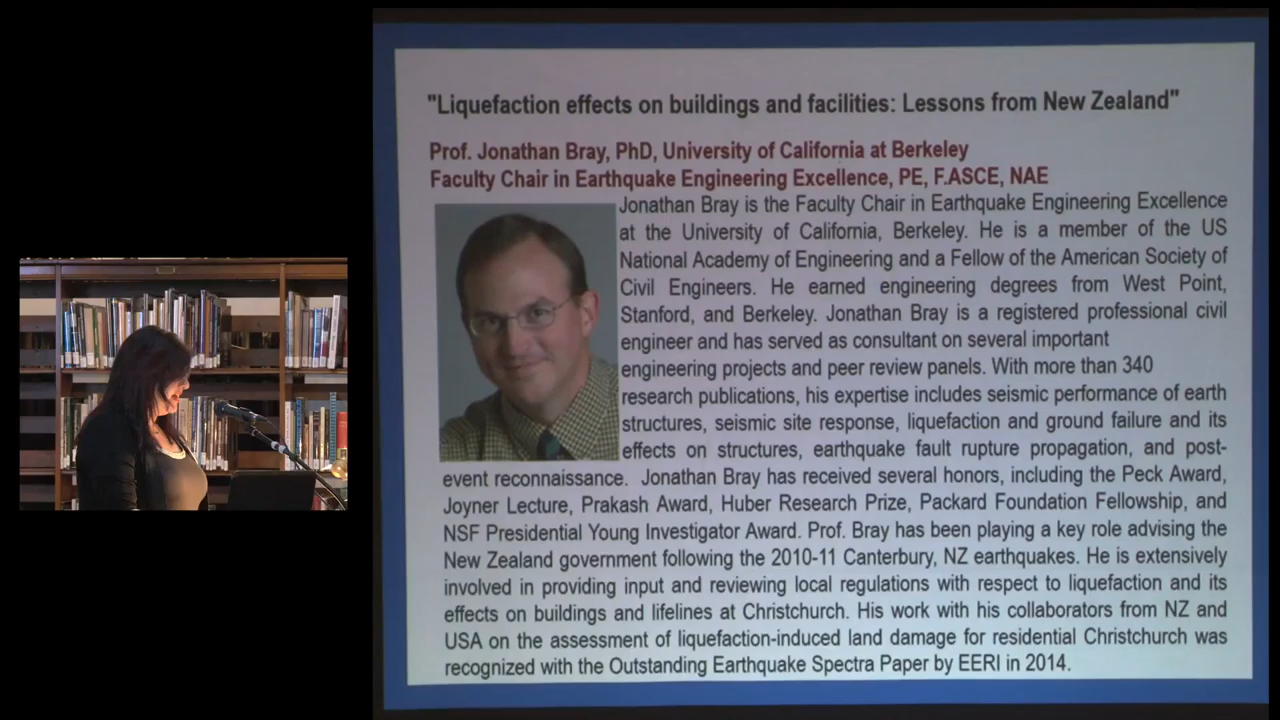 "Liquefaction effects on buildings and facilities: Lessons from New Zealand"
Prof. Jonathan Bray, PhD, University of California at Berkeley
Faculty Chair in Earthquake Engineering Excellence, PE, F.ASCE, NAE
Jonathan Bray is the Faculty Chair in Earthquake Engineering Excellence
at the University of California, Berkeley. He is a member of the US
National Academy of Engineering and a Fellow of the American Society of
Civil Engineers. He earned engineering degrees from West Point,
Stanford, and Berkeley. Jonathan Bray is a registered professional civil
engineer and has served as consultant on several important
engineering projects and peer review panels. With more than 340
research publications, his expertise includes seismic performance of earth
structures, seismic site response, liquefaction and ground failure and its
effects on structures, earthquake fault rupture propagation, and post-
event reconnaissance. Jonathan Bray has received several honors, including the Peck Award,
Joyner Lecture, Prakash Award, Huber Research Prize, Packard Foundation Fellowship, and
NSF Presidential Young Investigator Award. Prof. Bray has been playing a key role advising the
New Zealand government following the 2010-11 Canterbury, NZ earthquakes. He is extensively
involved in providing input and reviewing local regulations with respect to liquefaction and its
effects on buildings and lifelines at Christchurch. His work with his collaborators from NZ and
USA on the assessment of liquefaction-induced land damage for residential Christchurch was
recognized with the Outstanding Earthquake Spectra Paper by EERI in 2014.